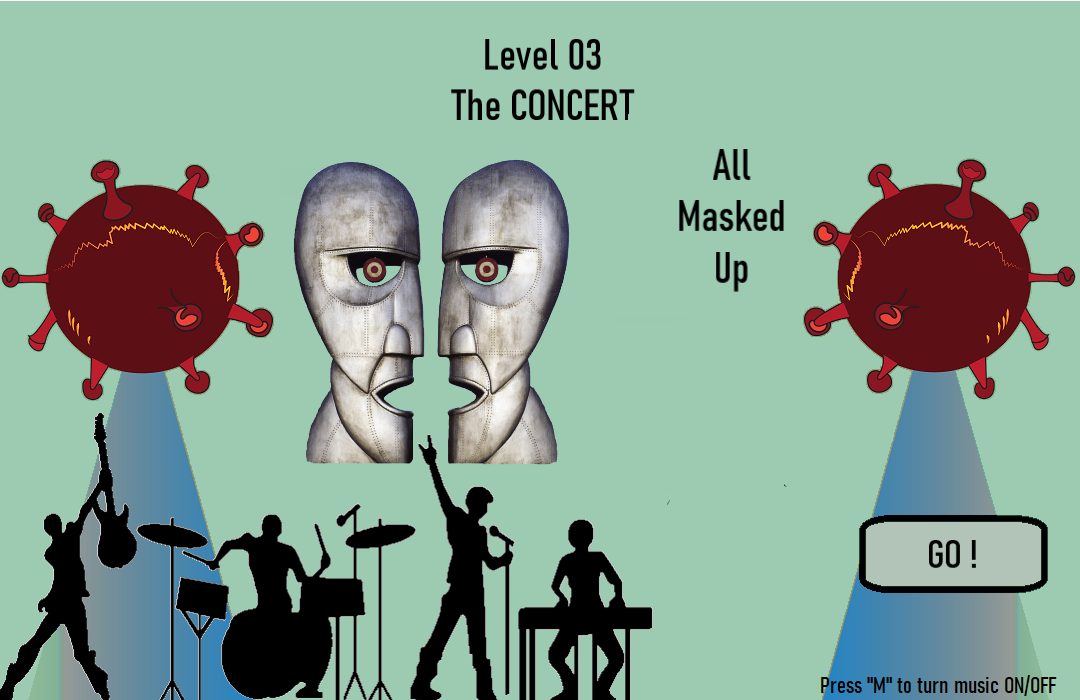 Level 03
The CONCERT
All
Masked
Up
GO !
Press "M" to turn music ON/OFF